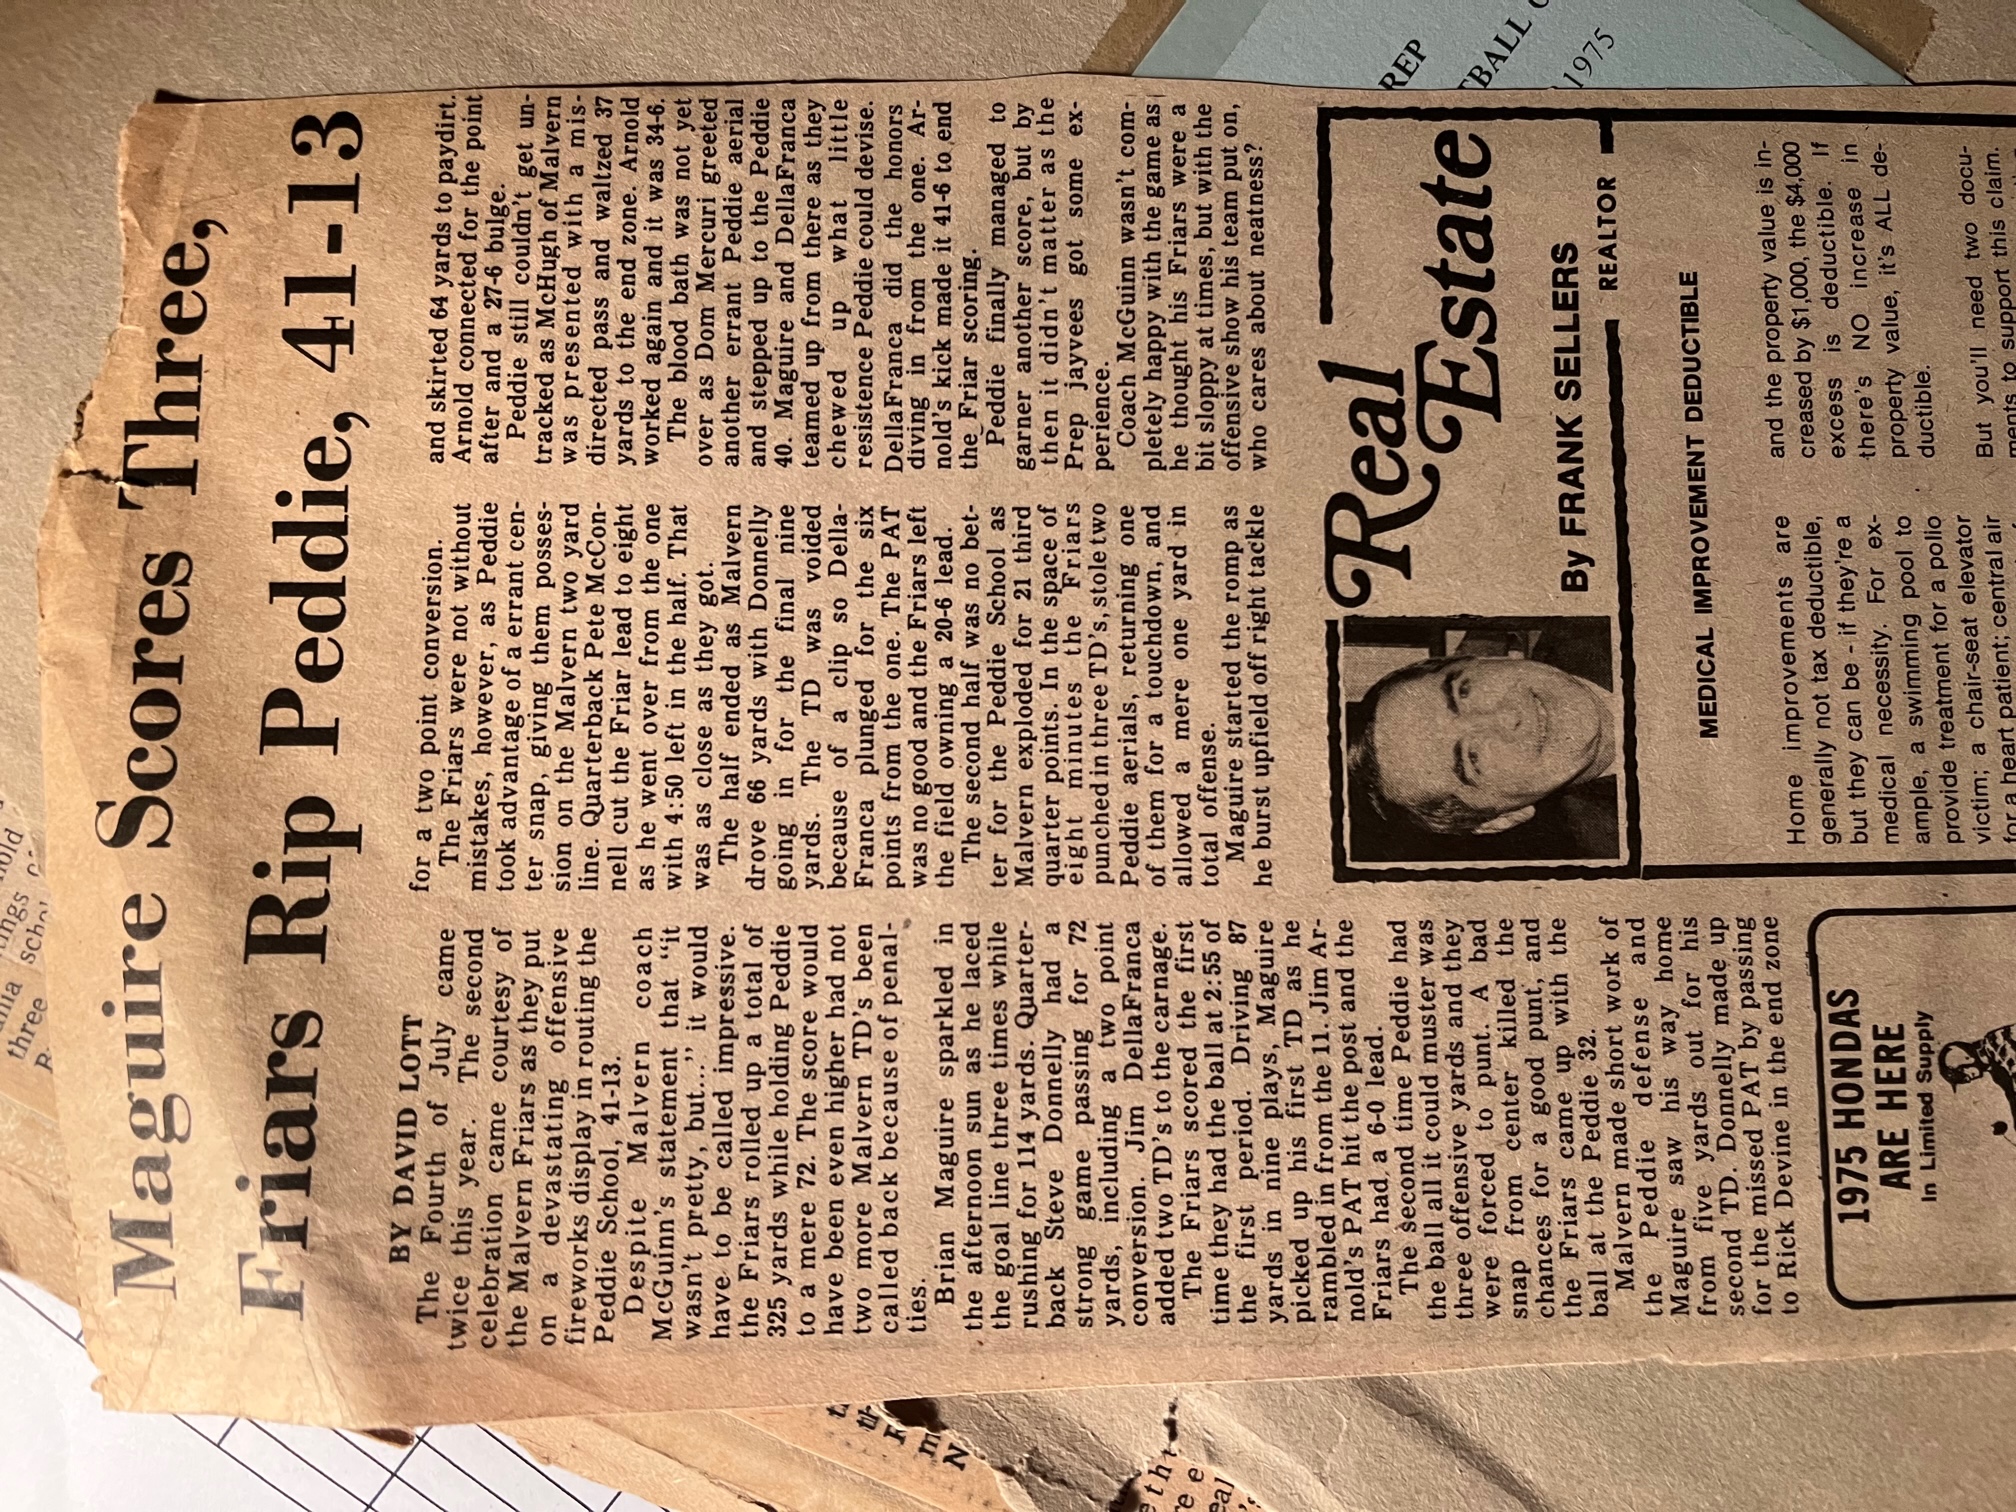 Maguire Scores Three,
Friars Rip Peddie, 41-13
BY DAVID LOTT
The Fourth of July came
twice this year. The second
celebration came courtesy of
the Malvern Friars as they put
on a devastating offensive
fireworks display in routing the
Peddie School, 41-13.
Despite Malvern coach
McGuinn's statement that "it
wasn't pretty, but...." it would
have to be called impressive.
the Friars rolled up a total of
325 yards while holding Peddie
to a mere 72. The score would
have been even higher had not
two more Malvern TD's been
called back because of penal-
ties.
Brian Maguire sparkled in
the afternoon sun as he laced
the goal line three times while
rushing for 114 yards. Quarter-
back Steve Donnelly had a
strong game passing for 72
yards, including a two point
conversion. Jim DellaFranca
added two TD's to the carnage.
The Friars scored the first
time they had the ball at 2:55 of
the first period. Driving 87
yards in nine plays, Maguire
picked up his first TD as he
rambled in from the 11. Jim Ar-
nold's PAT hit the post and the
Friars had a 6-0 lead.
The second time Peddie had
the ball all it could muster was
three offensive yards and they
were forced to punt. A bad
snap from center killed the
chances for a good punt, and
the Friars came up with the
ball at the Peddie 32.
Malvern made short work of
the Peddie defense and
Maguire saw his way home
from five yards out for his
second TD. Donnelly made up
for the missed PAT by passing
to Rick Devine in the end zone
for a two point conversion.
The Friars were not without
mistakes, however, as Peddie
took advantage of a errant cen-
ter snap, giving them posses-
sion on the Malvern two yard
line. Quarterback Pete McCon-
nell cut the Friar lead to eight
as he went over from the one
with 4:50 left in the half. That
was as close as they got.
The half ended as Malvern
drove 66 yards with Donnelly
going in for the final nine
yards. The TD was voided
because of a clip so Della-
Franca plunged for the six
points from the one. The PAT
was no good and the Friars left
the field owning a 20-6 lead.
The second half was no bet-
ter for the Peddie School as
Malvern exploded for 21 third
quarter points. In the space of
eight minutes the Friars
punched in three TD's, stole two
Peddie aerials, returning one
of them for a touchdown, and
allowed a mere one yard in
total offense.
Maguire started the romp as
he burst upfield off right tackle
and skirted 64 yards to paydirt.
Arnold connected for the point
after and a 27-6 bulge.
Peddie still couldn't get un-
tracked as McHugh of Malvern
was presented with a mis-
directed pass and waltzed 37
yards to the end zone. Arnold
worked again and it was 34-6.
The blood bath was not yet
over as Dom Mercuri greeted
another errant Peddie aerial
and stepped up to the Peddie
40. Maguire and DellaFranca
teamed up from there as they
chewed up what little
resistence Peddie could devise.
DellaFranca did the honors
diving in from the one. Ar-
nold's kick made it 41-6 to end
the Friar scoring.
Peddie finally managed to
garner another score, but by
then it didn't matter as the
Prep jayvees got some ex-
perience.
Coach McGuinn wasn't com-
pletely happy with the game as
he thought his Friars were a
bit sloppy at times, but with the
offensive show his team put on,
who cares about neatness?
Real
Estate
By FRANK SELLERS
REALTOR
MEDICAL IMPROVEMENT DEDUCTIBLE
Home improvements are
generally not tax deductible,
but they can be - if they're a
medical necessity. For ex-
ample, a swimming pool to
provide treatment for a polio
victim; a chair-seat elevator
for a heart patient; central air
and the property value is in-
creased by $1,000, the $4,000
excess is deductible. If
there's NO increase in
property value, it's ALL de-
ductible.
But you'll need two docu-
ments to support this claim.
1975 HONDAS
ARE HERE
In Limited Supply
REP
TBALL
1975
three